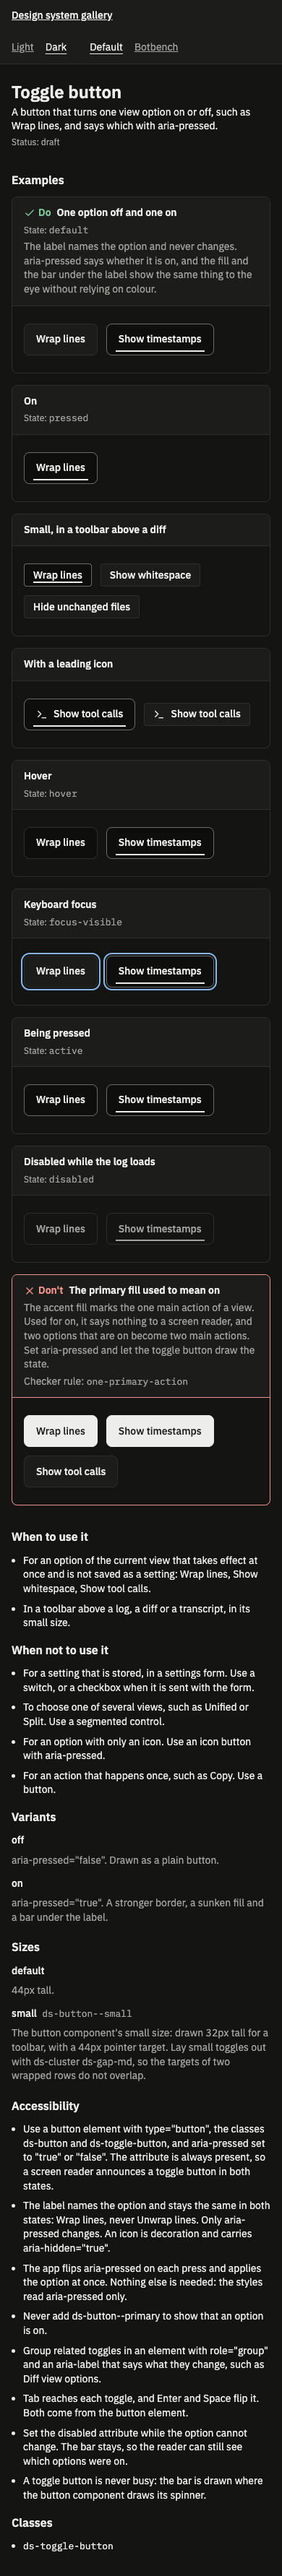 Design system gallery
Light Dark Default Botbench
Toggle button
A button that turns one view option on or off, such as
Wrap lines, and says which with aria-pressed.
Status: draft
Examples
Do One option off and one on
State: default
The label names the option and never changes.
aria-pressed says whether it is on, and the fill and
the bar under the label show the same thing to the
eye without relying on colour.
Wrap lines Show timestamps
On
State: pressed
Wrap lines
Small, in a toolbar above a diff
Wrap lines Show whitespace
Hide unchanged files
With a leading icon
Show tool calls Show tool calls
Hover
State: hover
Wrap lines Show timestamps
Keyboard focus
State: focus-visible
Wrap lines Show timestamps
Being pressed
State: active
Wrap lines Show timestamps
Disabled while the log loads
State: disabled
Wrap lines Show timestamps
Don't The primary fill used to mean on
The accent fill marks the one main action of a view.
Used for on, it says nothing to a screen reader, and
two options that are on become two main actions.
Set aria-pressed and let the toggle button draw the
state.
Checker rule: one-primary-action
Wrap lines Show timestamps
Show tool calls
When to use it
• For an option of the current view that takes effect at
once and is not saved as a setting: Wrap lines, Show
whitespace, Show tool calls.
• In a toolbar above a log, a diff or a transcript, in its
small size.
When not to use it
• For a setting that is stored, in a settings form. Use a
switch, or a checkbox when it is sent with the form.
• To choose one of several views, such as Unified or
Split. Use a segmented control.
• For an option with only an icon. Use an icon button
with aria-pressed.
• For an action that happens once, such as Copy. Use a
button.
Variants
off
aria-pressed="false". Drawn as a plain button.
on
aria-pressed="true". A stronger border, a sunken fill and
a bar under the label.
Sizes
default
44px tall.
small ds-button--small
The button component's small size: drawn 32px tall for a
toolbar, with a 44px pointer target. Lay small toggles out
with ds-cluster ds-gap-md, so the targets of two
wrapped rows do not overlap.
Accessibility
• Use a button element with type="button", the classes
ds-button and ds-toggle-button, and aria-pressed set
to "true" or "false". The attribute is always present, so
a screen reader announces a toggle button in both
states.
• The label names the option and stays the same in both
states: Wrap lines, never Unwrap lines. Only aria-
pressed changes. An icon is decoration and carries
aria-hidden="true".
• The app flips aria-pressed on each press and applies
the option at once. Nothing else is needed: the styles
read aria-pressed only.
• Never add ds-button--primary to show that an option
is on.
• Group related toggles in an element with role="group"
and an aria-label that says what they change, such as
Diff view options.
• Tab reaches each toggle, and Enter and Space flip it.
Both come from the button element.
• Set the disabled attribute while the option cannot
change. The bar stays, so the reader can still see
which options were on.
• A toggle button is never busy: the bar is drawn where
the button component draws its spinner.
Classes
• ds-toggle-button